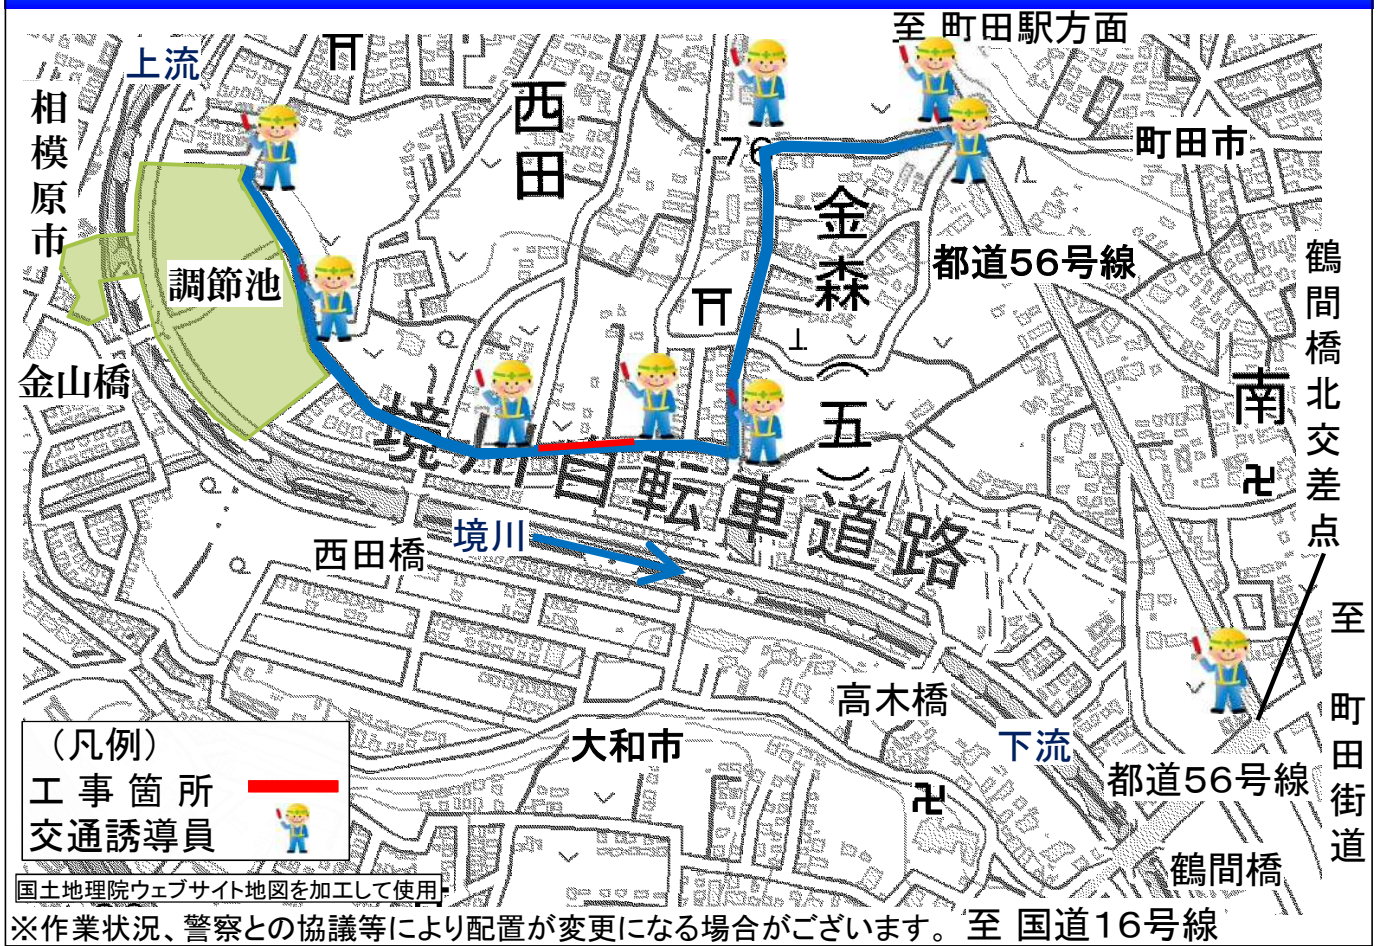 至 町田駅方面
上流
相模原市
西田
・76
町田市
金森(五)
都道56号線
鶴間橋北交差点
調節池
金山橋
南
境川自転車道路
境川
西田橋
至 町田街道
高木橋
下流
大和市
都道56号線
鶴間橋
(凡例)
工事箇所
交通誘導員
国土地理院ウェブサイト地図を加工して使用
※作業状況、警察との協議等により配置が変更になる場合がございます。
至 国道16号線